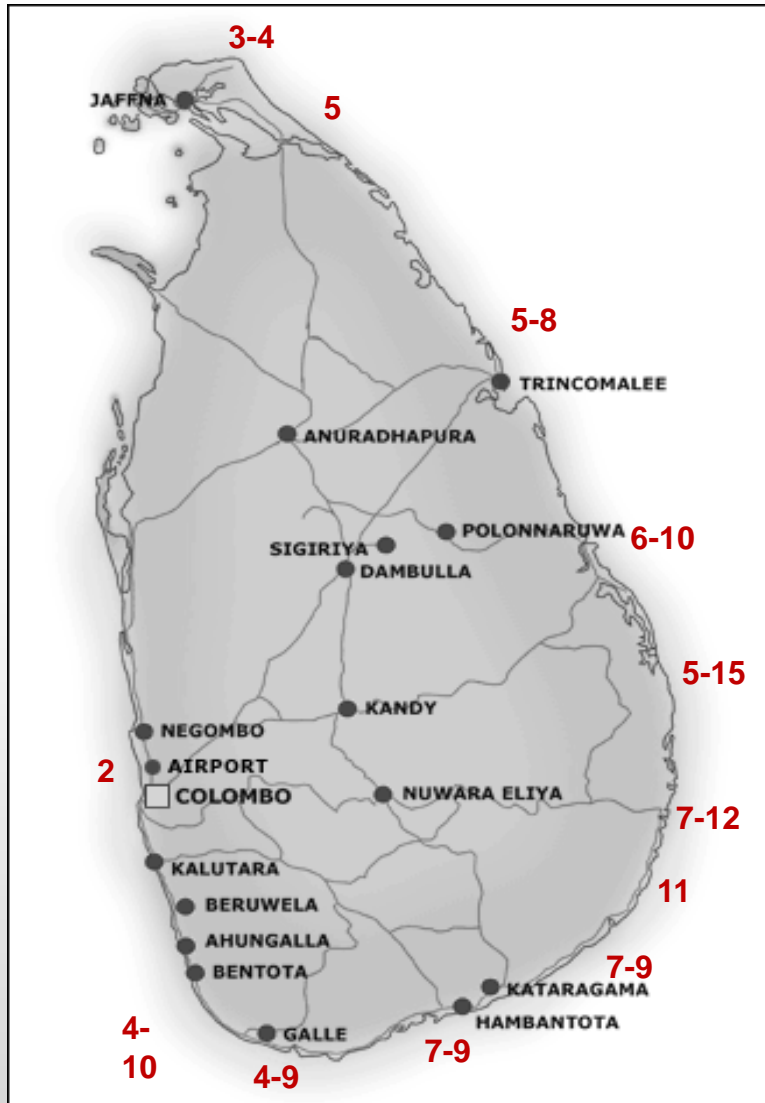 3-4
JAFFNA
5
5-8
TRINCOMALEE
ANURADHAPURA
POLONNARUWA
6-10
SIGIRIYA
DAMBULLA
5-15
KANDY
NEGOMBO
2
AIRPORT
COLOMBO
NUWARA ELIYA
7-12
KALUTARA
11
BERUWELA
AHUNGALLA
7-9
BENTOTA
KATARAGAMA
HAMBANTOTA
4-
10
GALLE
7-9
4-9